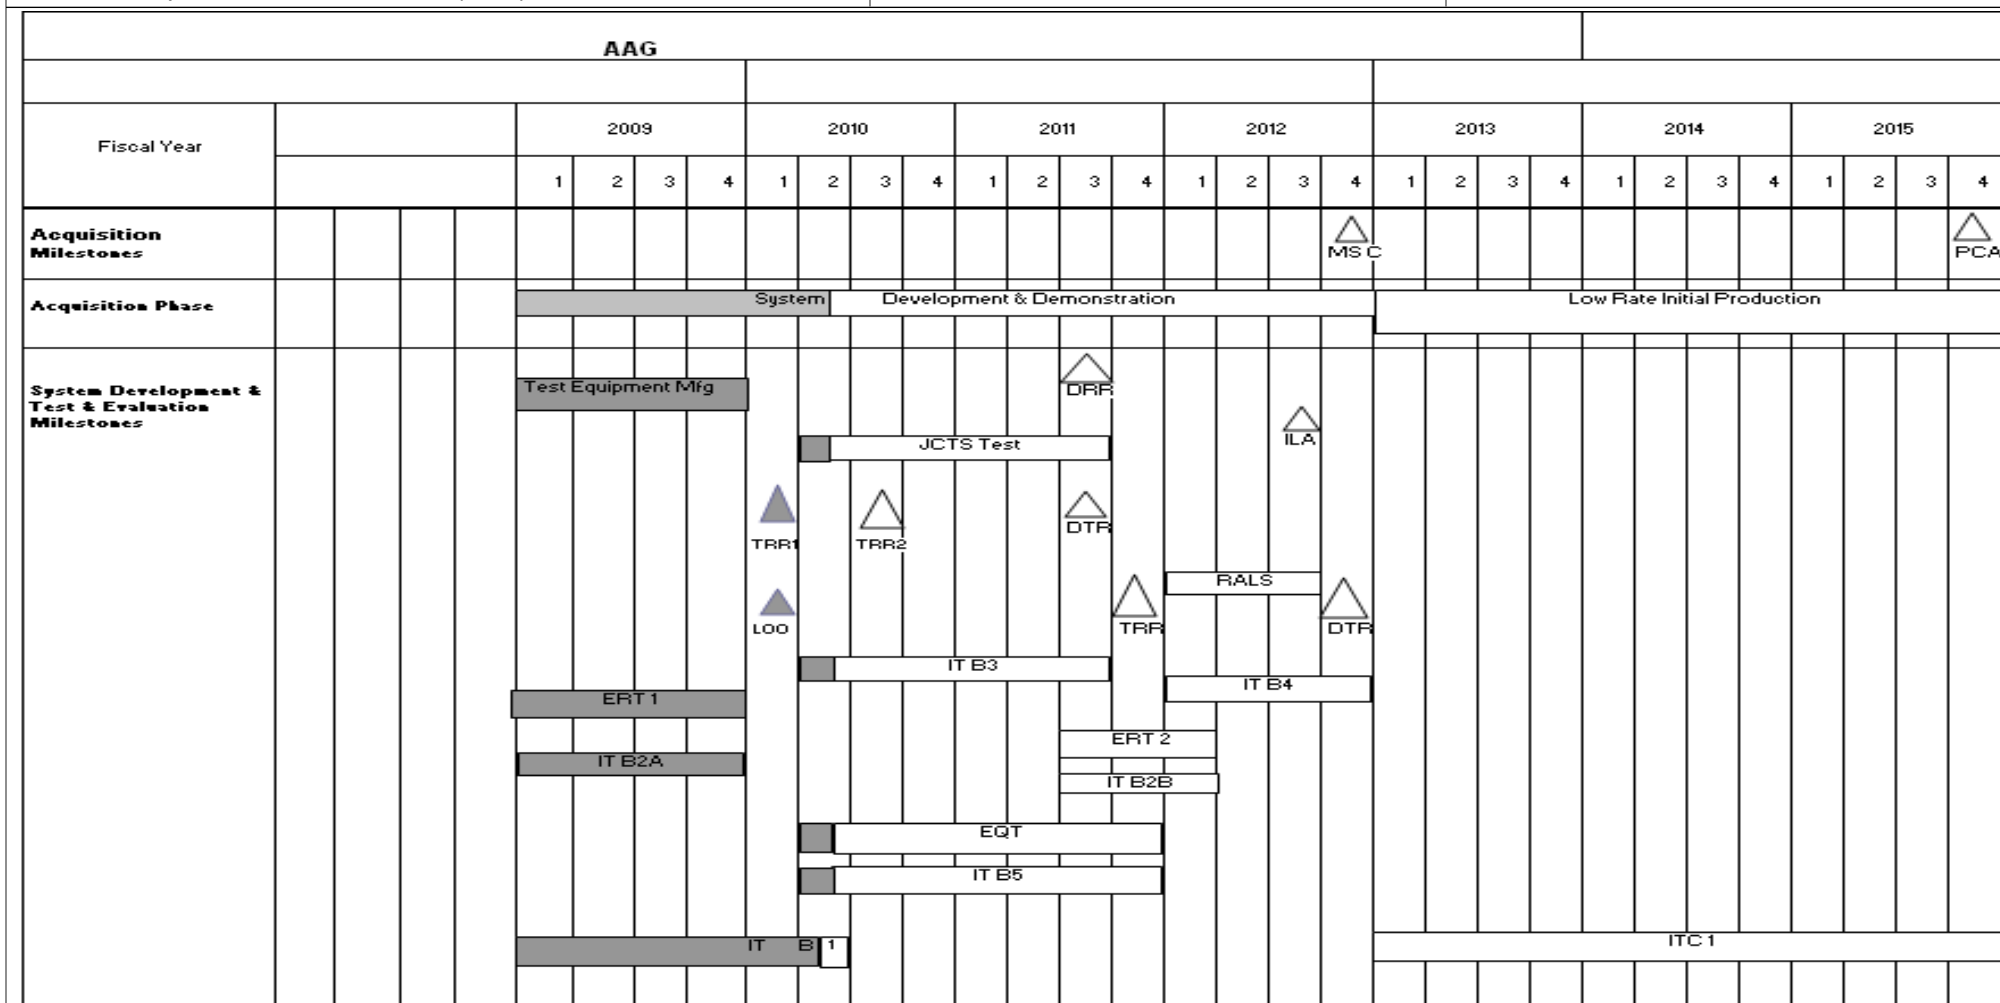 AAG
Fiscal Year
2009 2010 2011 2012 2013 2014 2015
1 2 3 4 1 2 3 4 1 2 3 4 1 2 3 4 1 2 3 4 1 2 3 4 1 2 3 4
Acquisition
Milestones
MS C
PCA
Acquisition Phase
System Development & Demonstration
Low Rate Initial Production
System Development &
Test & Evaluation
Milestones
Test Equipment Mfg
DRR
ILA
JCTS Test
TRR1
TRR2
DTR
RALS
LOO
TRR
DTR
IT B3
IT B4
ERT 1
ERT 2
IT B2A
IT B2B
EQT
IT B5
IT B 1
ITC 1